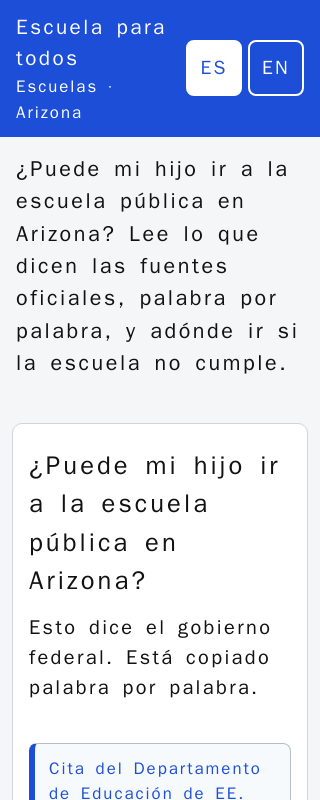 Escuela para
todos
Escuelas ·
Arizona
ES
EN
¿Puede mi hijo ir a la
escuela pública en
Arizona? Lee lo que
dicen las fuentes
oficiales, palabra por
palabra, y adónde ir si
la escuela no cumple.
¿Puede mi hijo ir
a la escuela
pública en
Arizona?
Esto dice el gobierno
federal. Está copiado
palabra por palabra.
Cita del Departamento
de Educación de EE.